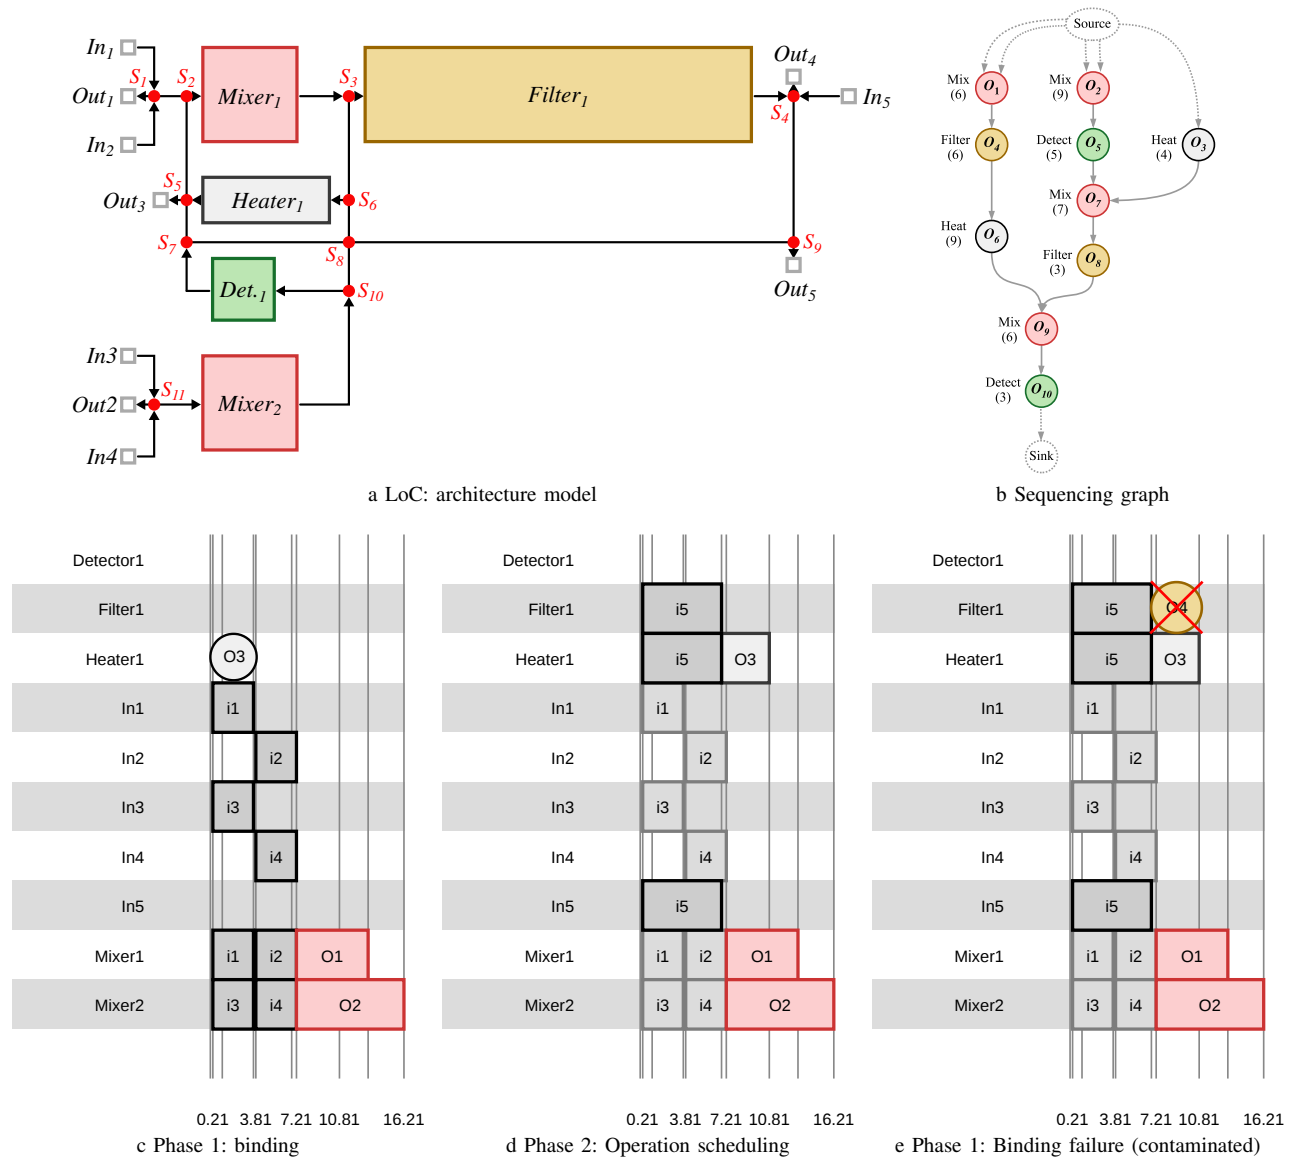 In1
S1
S2
Out1
Mixer1
In2
S3
Filter1
Out4
In5
S4
S5
Out3
Heater1
S6
S7
S8
S9
Out5
Det.1
S10
In3
S11
Out2
Mixer2
In4
a LoC: architecture model
Source
Mix
(6)
O1
Mix
(9)
O2
Filter
(6)
O4
Detect
(5)
O5
Heat
(4)
O3
Mix
(7)
O7
Heat
(9)
O6
Filter
(3)
O8
Mix
(6)
O9
Detect
(3)
O10
Sink
b Sequencing graph
Detector1
Filter1
Heater1 O3
In1 i1
In2 i2
In3 i3
In4 i4
In5
Mixer1 i1 i2 O1
Mixer2 i3 i4 O2
0.21 3.81 7.21 10.81 16.21
c Phase 1: binding
Detector1
Filter1 i5
Heater1 i5 O3
In1 i1
In2 i2
In3 i3
In4 i4
In5 i5
Mixer1 i1 i2 O1
Mixer2 i3 i4 O2
0.21 3.81 7.21 10.81 16.21
d Phase 2: Operation scheduling
Detector1
Filter1 i5 O4
Heater1 i5 O3
In1 i1
In2 i2
In3 i3
In4 i4
In5 i5
Mixer1 i1 i2 O1
Mixer2 i3 i4 O2
0.21 3.81 7.21 10.81 16.21
e Phase 1: Binding failure (contaminated)